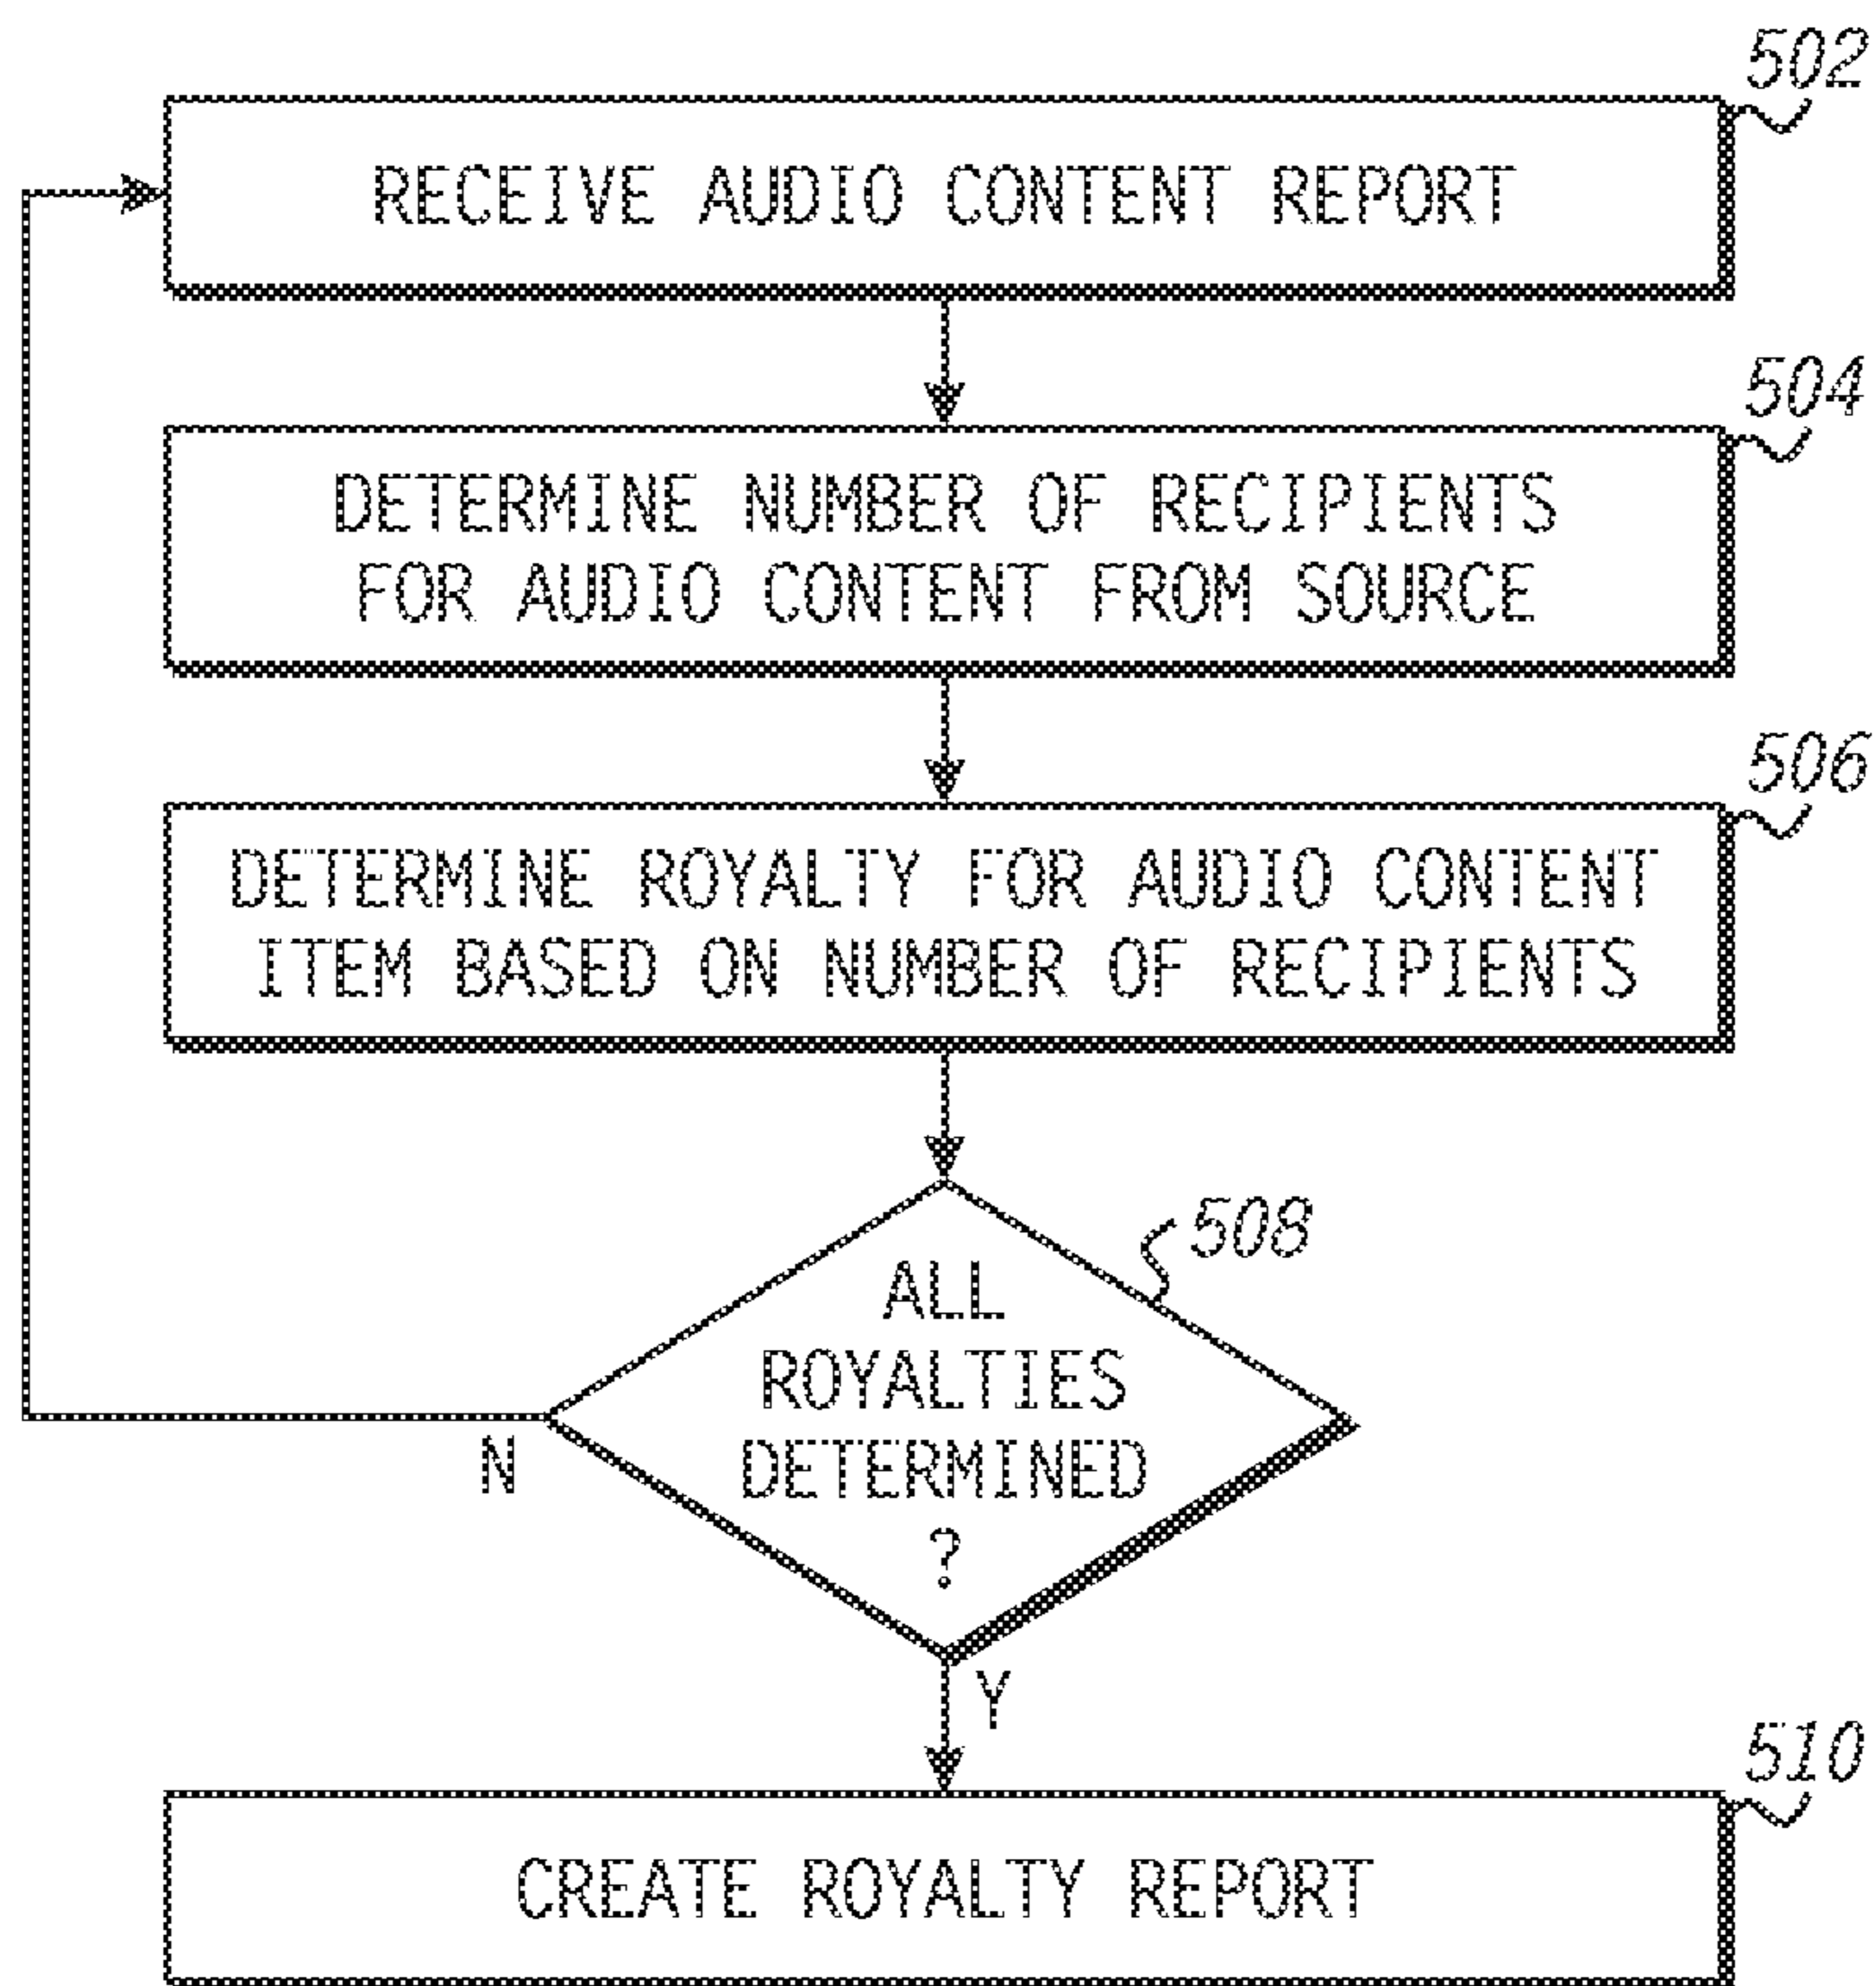 502
RECEIVE AUDIO CONTENT REPORT
504
DETERMINE NUMBER OF RECIPIENTS
FOR AUDIO CONTENT FROM SOURCE
506
DETERMINE ROYALTY FOR AUDIO CONTENT
ITEM BASED ON NUMBER OF RECIPIENTS
508
ALL
ROYALTIES
DETERMINED
?
N
Y
510
CREATE ROYALTY REPORT